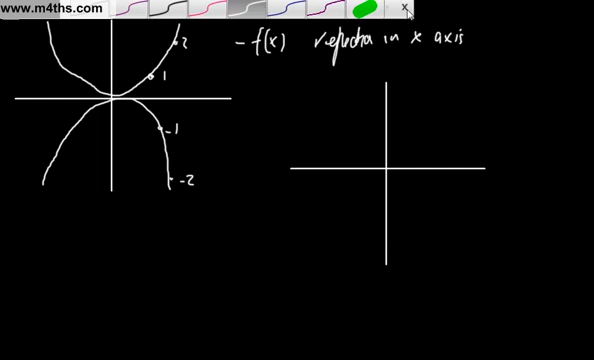 www.m4ths.com
x
2
- f(x) reflection in x axis
1
-1
-2